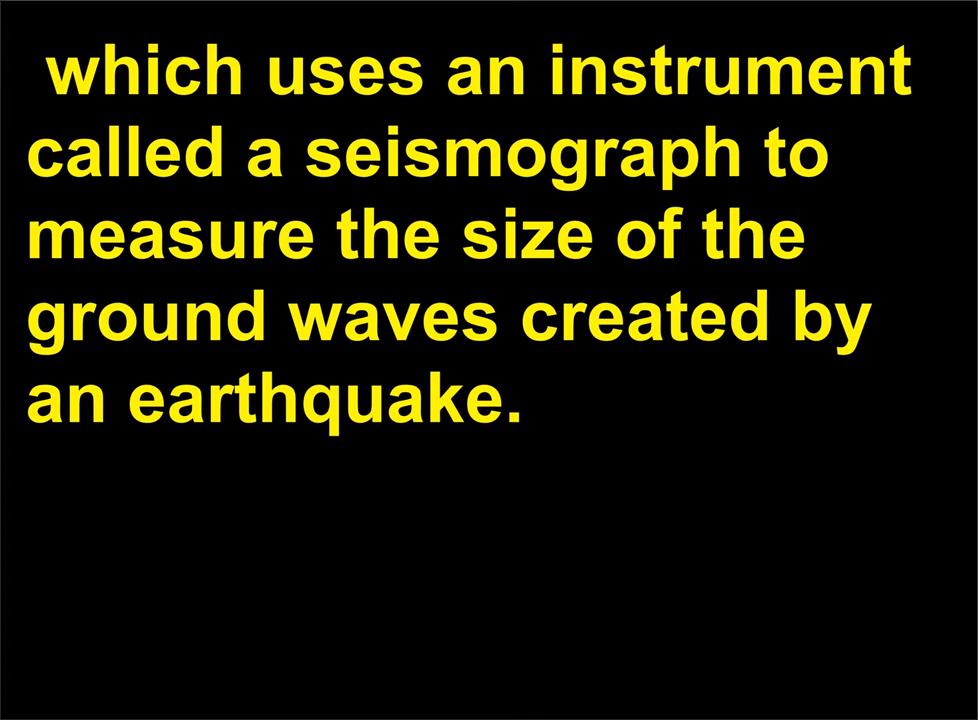 which uses an instrument
called a seismograph to
measure the size of the
ground waves created by
an earthquake.